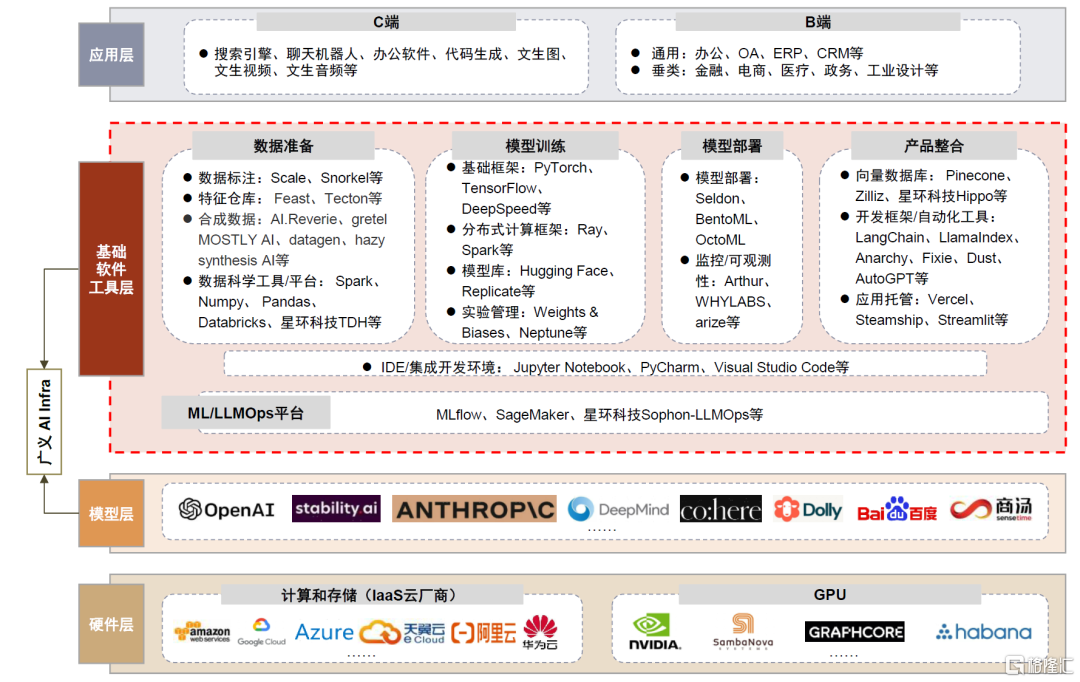 C端
B端
应用层
● 搜索引擎、聊天机器人、办公软件、代码生成、文生图、
文生视频、文生音频等
● 通用：办公、OA、ERP、CRM等
● 垂类：金融、电商、医疗、政务、工业设计等
基础
软件
工具层
数据准备
● 数据标注：Scale、Snorkel等
● 特征仓库： Feast、Tecton等
● 合成数据：AI.Reverie、gretel
MOSTLY AI、datagen、hazy
synthesis AI等
● 数据科学工具/平台： Spark、
Numpy、 Pandas、
Databricks、星环科技TDH等
模型训练
● 基础框架：PyTorch、
TensorFlow、
DeepSpeed等
● 分布式计算框架：Ray、
Spark等
● 模型库：Hugging Face、
Replicate等
● 实验管理：Weights &
Biases、Neptune等
模型部署
● 模型部署：
Seldon、
BentoML、
OctoML
● 监控/可观测
性：Arthur、
WHYLABS、
arize等
产品整合
● 向量数据库： Pinecone、
Zilliz、星环科技Hippo等
● 开发框架/自动化工具：
LangChain、LlamaIndex、
Anarchy、Fixie、Dust、
AutoGPT等
● 应用托管：Vercel、
Steamship、Streamlit等
● IDE/集成开发环境： Jupyter Notebook、PyCharm、Visual Studio Code等
ML/LLMOps平台
MLflow、SageMaker、星环科技Sophon-LLMOps等
广义 AI Infra
模型层
OpenAI
stability.ai
ANTHROP\C
DeepMind
co:here
Dolly
Bai du 百度
商汤
sensetime
······
硬件层
计算和存储（IaaS云厂商）
amazon
web services
Google Cloud
Azure
天翼云
e Cloud
阿里云
华为云
······
GPU
NVIDIA.
SambaNova
SYSTEMS
GRAPHCORE
habana
······
格隆汇